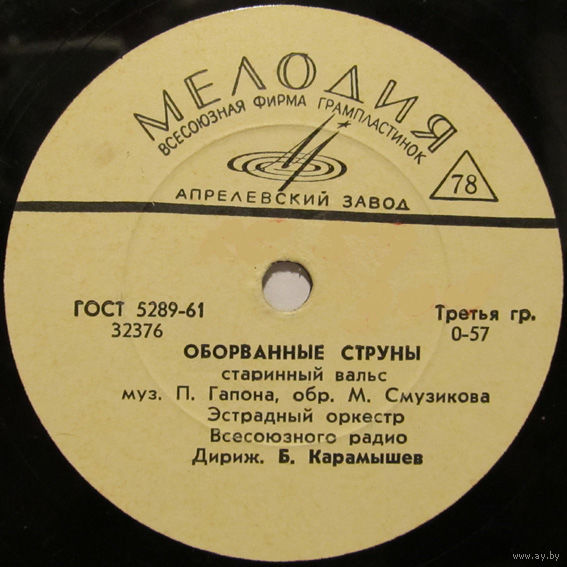 МЕЛОДИЯ
ВСЕСОЮЗНАЯ ФИРМА ГРАМПЛАСТИНОК
АПРЕЛЕВСКИЙ ЗАВОД
78
ГОСТ 5289-61
32376
Третья гр.
0-57
ОБОРВАННЫЕ СТРУНЫ
старинный вальс
муз. П. Гапона, обр. М. Смузикова
Эстрадный оркестр
Всесоюзного радио
Дириж. Б. Карамышев
www.ay.by